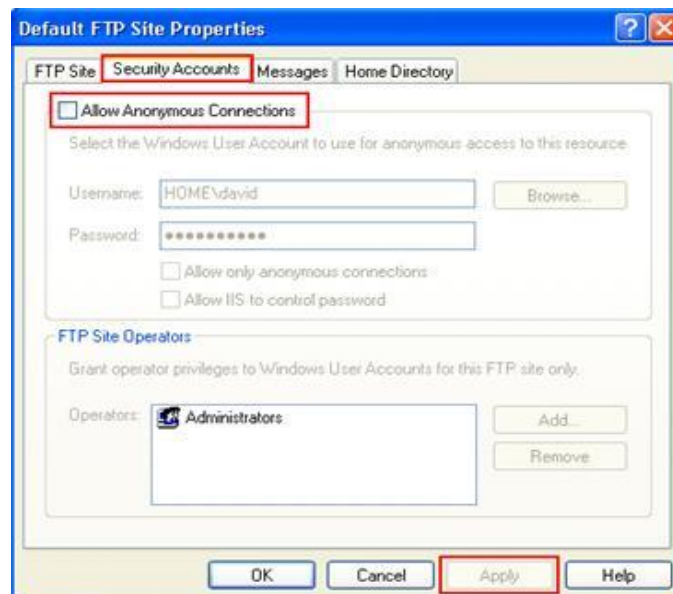 Default FTP Site Properties
FTP Site Security Accounts Messages Home Directory
Allow Anonymous Connections
Select the Windows User Account to use for anonymous access to this resource
Username: HOME\david Browse...
Password: ●●●●●●●●●●
Allow only anonymous connections
Allow IIS to control password
FTP Site Operators
Grant operator privileges to Windows User Accounts for this FTP site only.
Operators: Administrators Add...
Remove
OK Cancel Apply Help